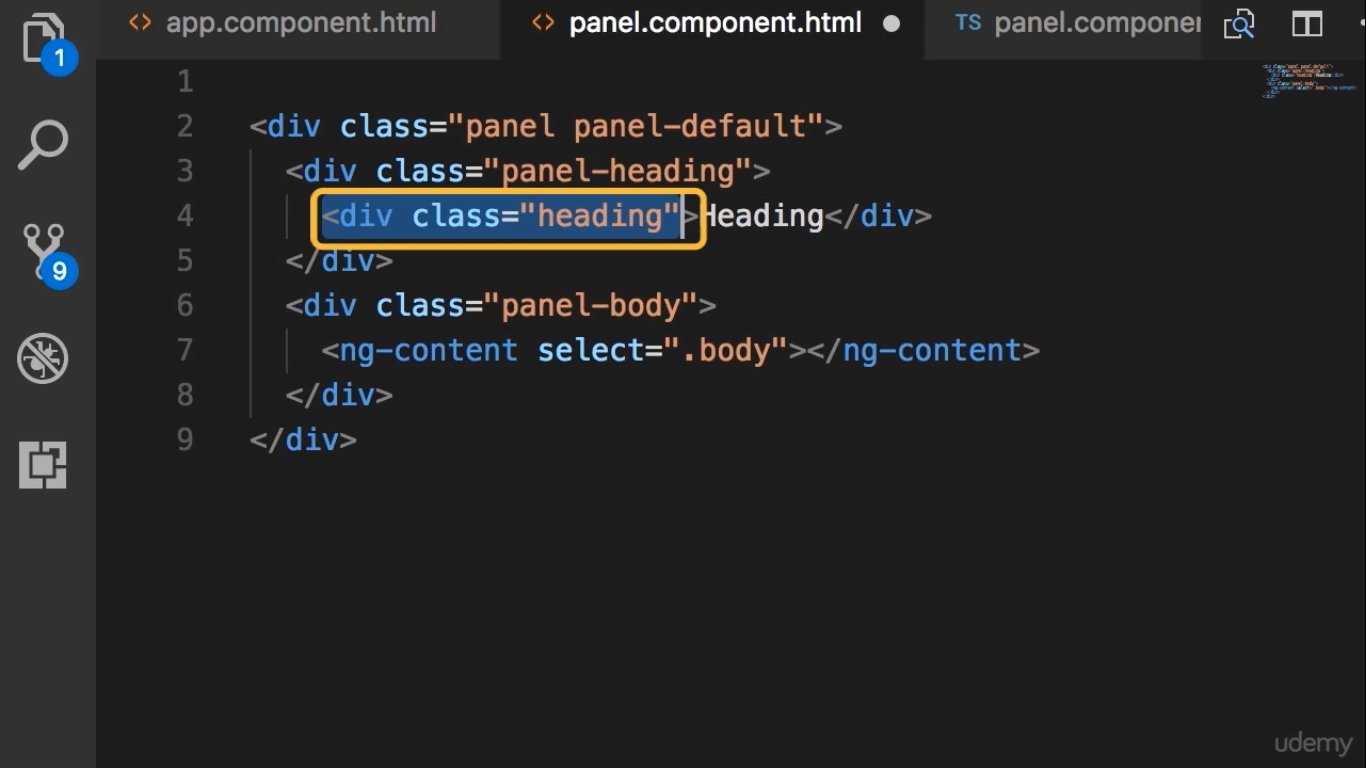 <> app.component.html
<> panel.component.html
TS panel.componen
1
1
2 <div class="panel panel-default">
3 <div class="panel-heading">
4 <div class="heading">Heading</div>
5 </div>
9
6 <div class="panel-body">
7 <ng-content select=".body"></ng-content>
8 </div>
9 </div>
udemy